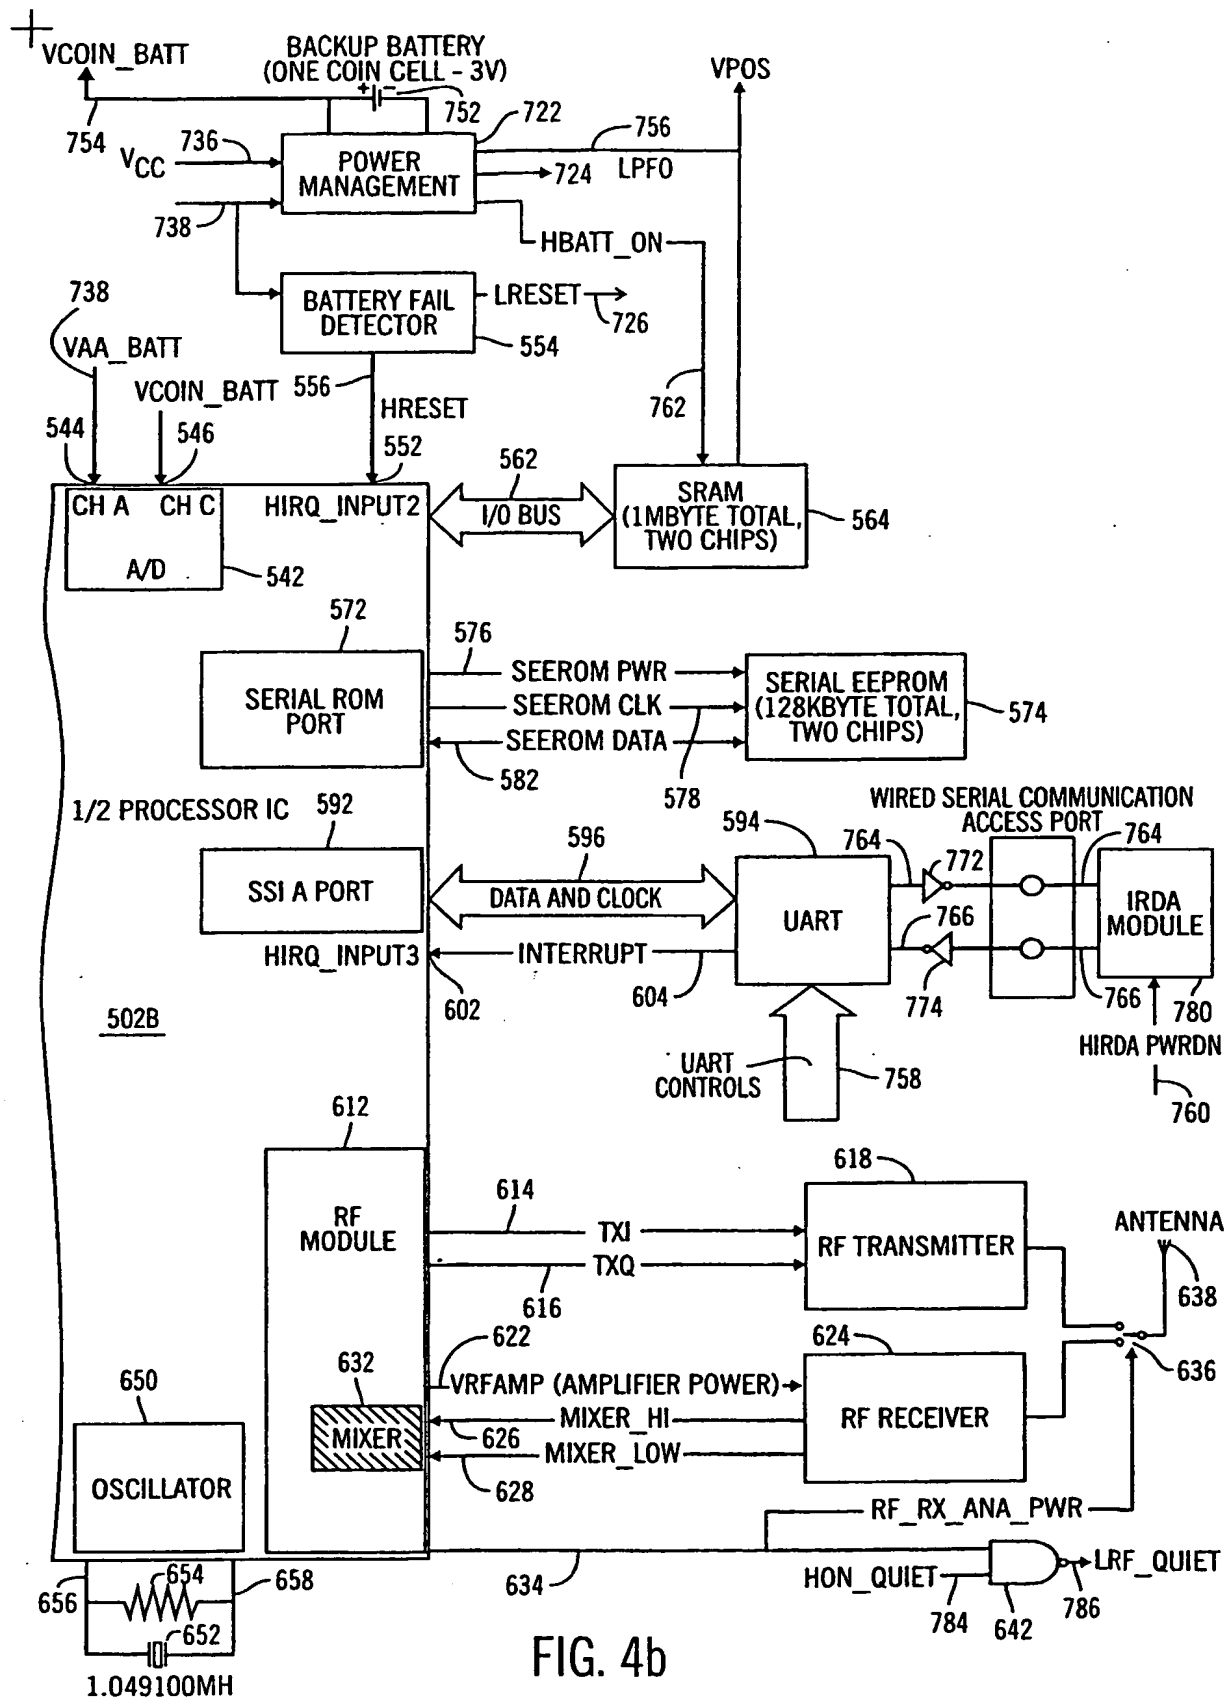 VCOIN_BATT
BACKUP BATTERY
(ONE COIN CELL - 3V)
+ -
752
722
754
VCC
736
POWER
MANAGEMENT
756
VPOS
724
LPFO
738
HBATT_ON
738
BATTERY FAIL
DETECTOR
LRESET
726
554
VAA_BATT
VCOIN_BATT
556
HRESET
762
544
546
552
CH A
CH C
HIRQ_INPUT2
562
I/O BUS
SRAM
(1MBYTE TOTAL,
TWO CHIPS)
564
A/D
542
572
SERIAL ROM
PORT
576
SEEROM PWR
SEEROM CLK
SEEROM DATA
582
578
SERIAL EEPROM
(128KBYTE TOTAL,
TWO CHIPS)
574
1/2 PROCESSOR IC
592
SSI A PORT
596
DATA AND CLOCK
594
UART
764
772
WIRED SERIAL COMMUNICATION
ACCESS PORT
764
IRDA
MODULE
766
774
766
780
HIRQ_INPUT3
INTERRUPT
602
604
502B
UART
CONTROLS
758
HIRDA PWRDN
760
612
RF
MODULE
614
TXI
TXQ
616
618
RF TRANSMITTER
ANTENNA
638
636
622
VRFAMP (AMPLIFIER POWER)
624
RF RECEIVER
632
MIXER
MIXER_HI
626
MIXER_LOW
628
650
OSCILLATOR
RF_RX_ANA_PWR
634
HON_QUIET
784
642
LRF_QUIET
786
656
654
658
652
1.049100MH
FIG. 4b